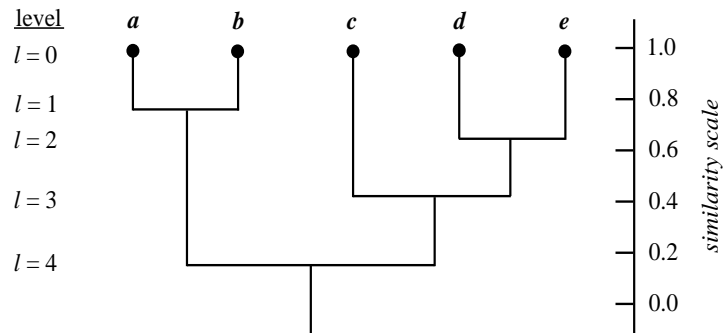 level a b c d e
l = 0 1.0
l = 1 0.8
l = 2 0.6
l = 3 0.4
l = 4 0.2
0.0
similarity scale